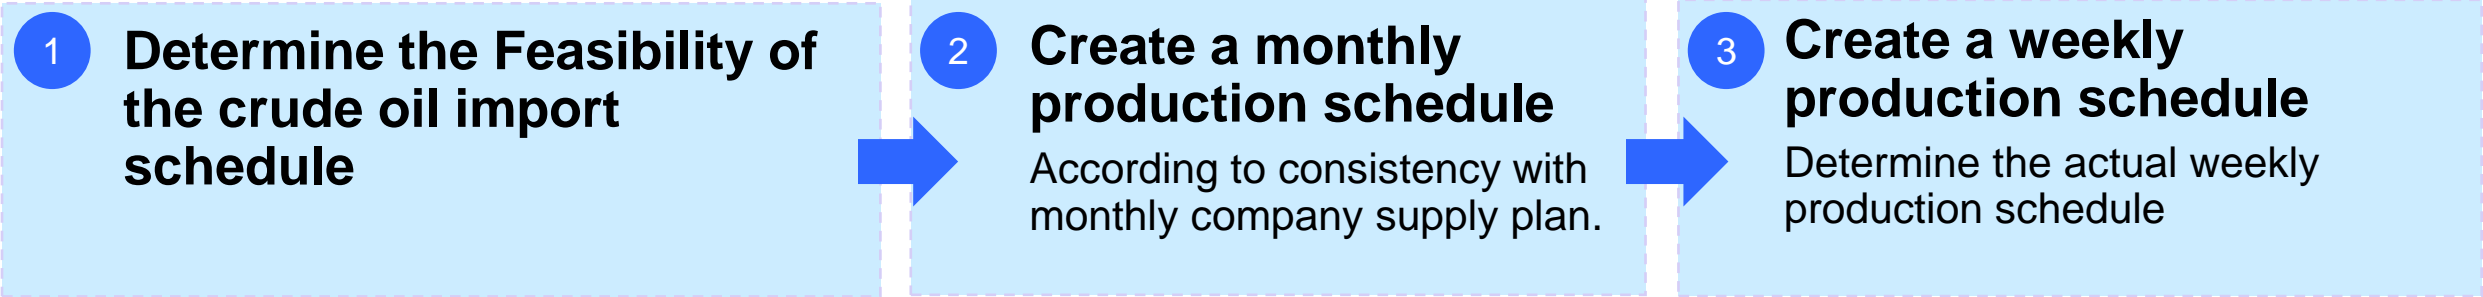 1
Determine the Feasibility of
the crude oil import
schedule
2
Create a monthly
production schedule
According to consistency with
monthly company supply plan.
3
Create a weekly
production schedule
Determine the actual weekly
production schedule